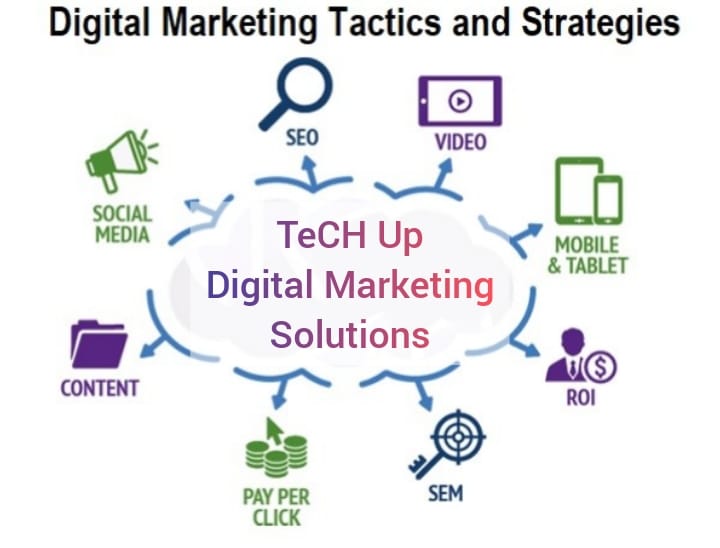 Digital Marketing Tactics and Strategies
SEO
VIDEO
SOCIAL
MEDIA
MOBILE
& TABLET
TeCH Up
Digital Marketing
Solutions
CONTENT
ROI
PAY PER
CLICK
SEM